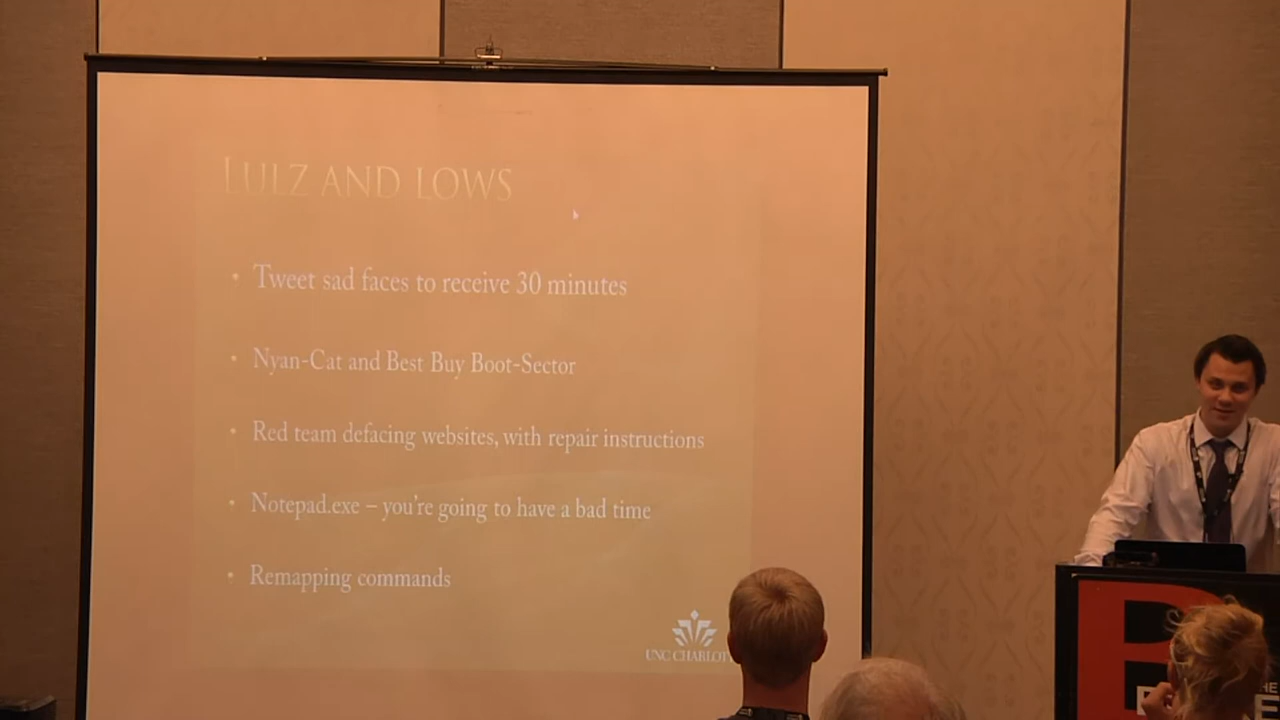 LULZ AND LOWS
• Tweet sad faces to receive 30 minutes
• Nyan-Cat and Best Buy Boot-Sector
• Red team defacing websites, with repair instructions
• Notepad.exe – you're going to have a bad time
• Remapping commands
UNC CHARLOT